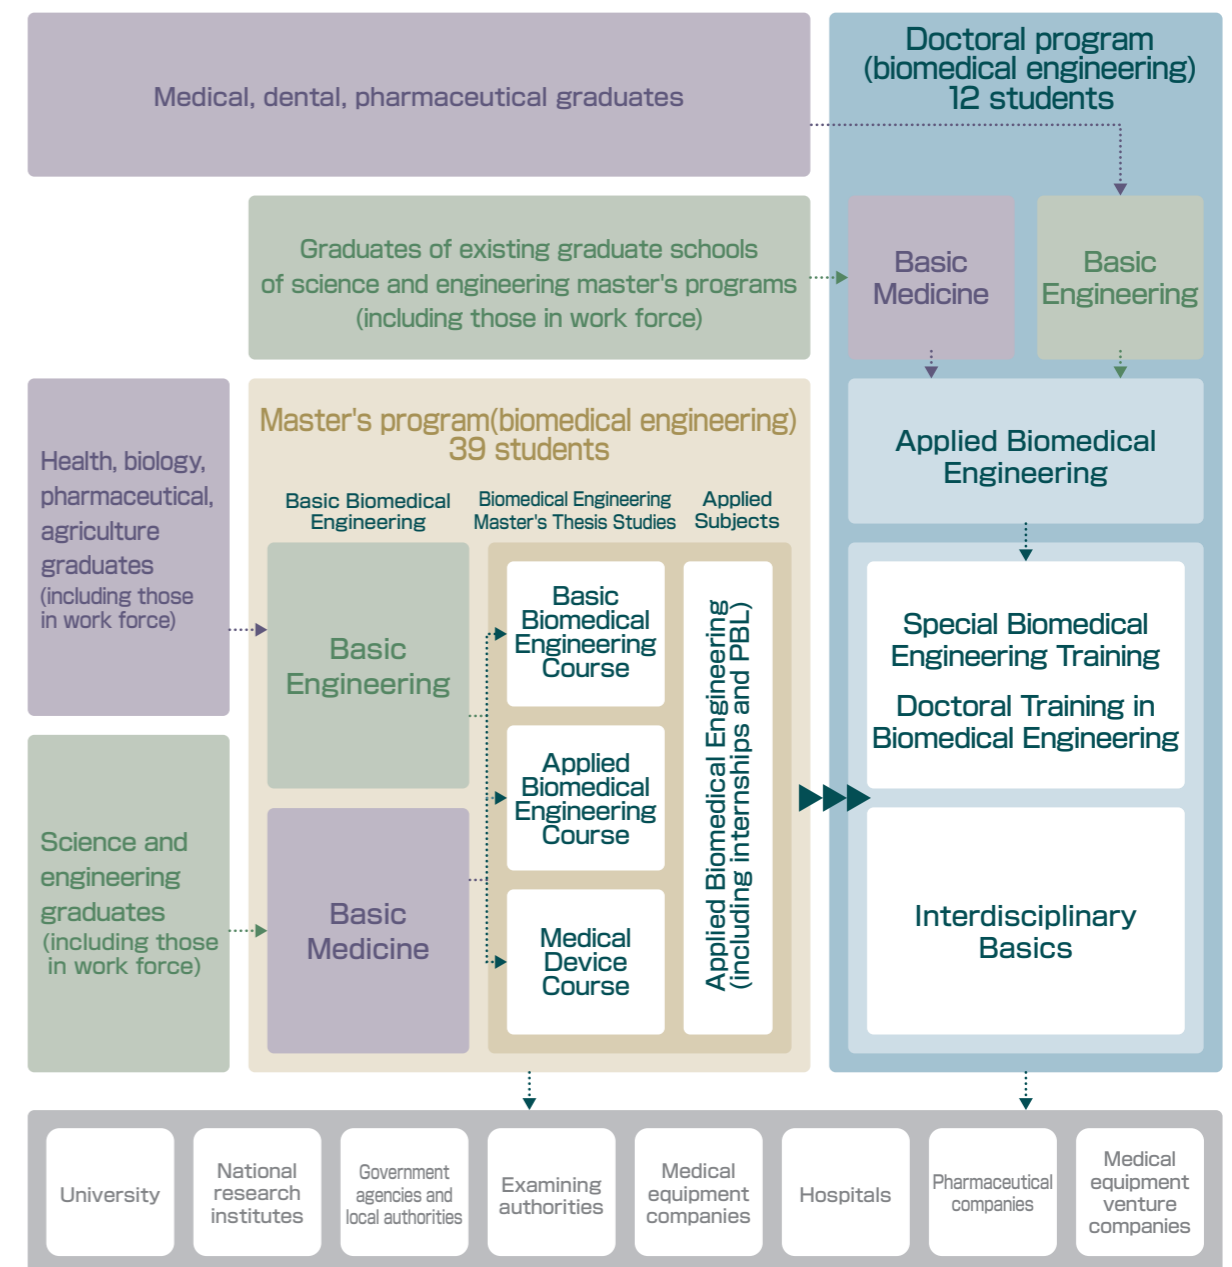 Medical, dental, pharmaceutical graduates
Doctoral program
(biomedical engineering)
12 students
Graduates of existing graduate schools
of science and engineering master's programs
(including those in work force)
Basic
Medicine
Basic
Engineering
Health, biology,
pharmaceutical,
agriculture
graduates
(including those
in work force)
Science and
engineering
graduates
(including those
in work force)
Master's program(biomedical engineering)
39 students
Basic Biomedical
Engineering
Biomedical Engineering
Master's Thesis Studies
Applied
Subjects
Basic
Engineering
Basic
Medicine
Basic
Biomedical
Engineering
Course
Applied
Biomedical
Engineering
Course
Medical
Device
Course
Applied Biomedical Engineering
(including internships and PBL)
Applied Biomedical
Engineering
Special Biomedical
Engineering Training
Doctoral Training in
Biomedical Engineering
Interdisciplinary
Basics
University
National
research
institutes
Government
agencies and
local authorities
Examining
authorities
Medical
equipment
companies
Hospitals
Pharmaceutical
companies
Medical
equipment
venture
companies